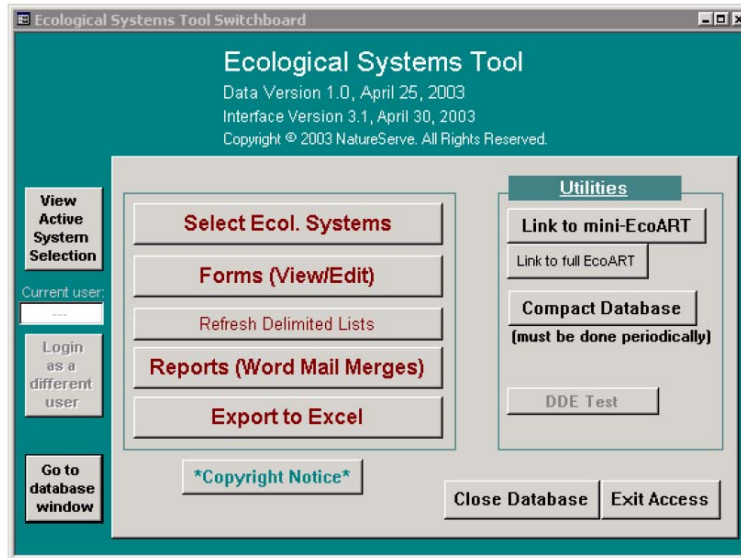 Ecological Systems Tool Switchboard
Ecological Systems Tool
Data Version 1.0, April 25, 2003
Interface Version 3.1, April 30, 2003
Copyright © 2003 NatureServe. All Rights Reserved.
View
Active
System
Selection
Current user:
---
Login
as a
different
user
Go to
database
window
Select Ecol. Systems
Forms (View/Edit)
Refresh Delimited Lists
Reports (Word Mail Merges)
Export to Excel
*Copyright Notice*
Utilities
Link to mini-EcoART
Link to full EcoART
Compact Database
(must be done periodically)
DDE Test
Close Database
Exit Access